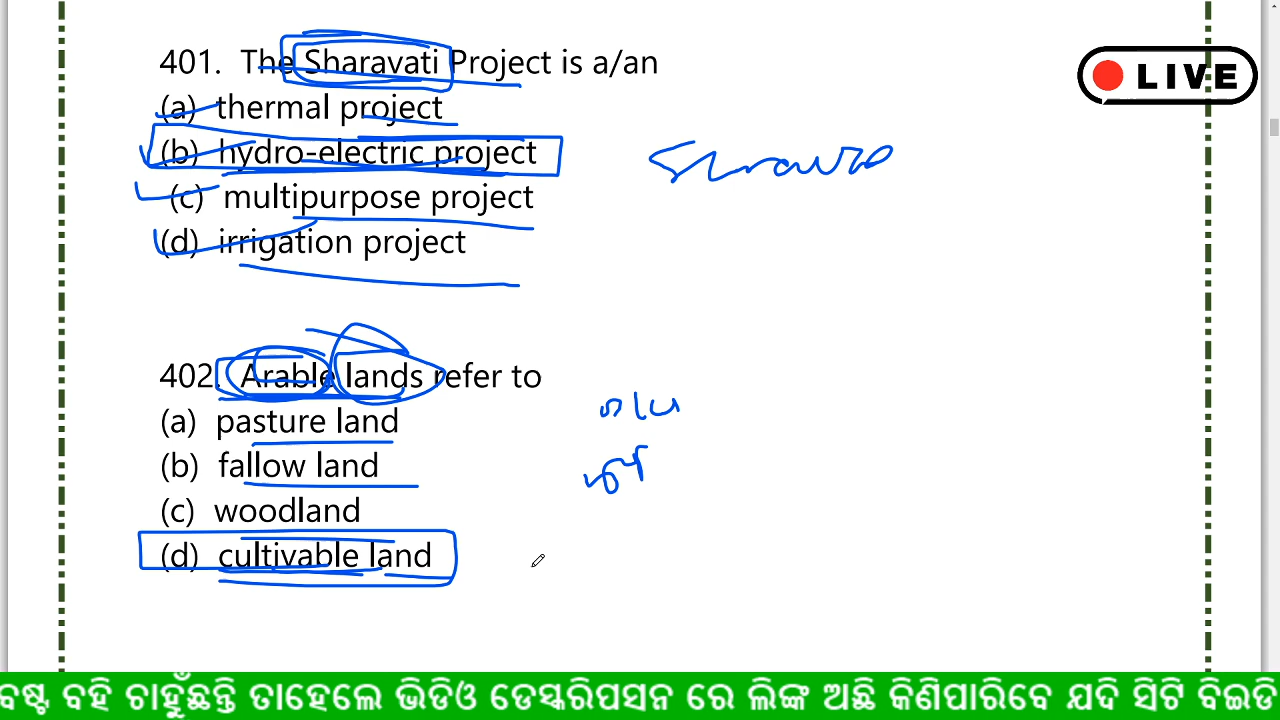 401. The Sharavati Project is a/an
LIVE
(a) thermal project
(b) hydro-electric project
(c) multipurpose project
(d) irrigation project
402. Arable lands refer to
(a) pasture land
(b) fallow land
(c) woodland
(d) cultivable land
ବଷ୍ଟ ବହି ଚାହୁଁଛନ୍ତି ତାହେଲେ ଭିଡିଓ ଡେସ୍କରିପସନ ରେ ଲିଙ୍କ ଅଛି କିଣିପାରିବେ ଯଦି ସିଟି ବିଇଡି